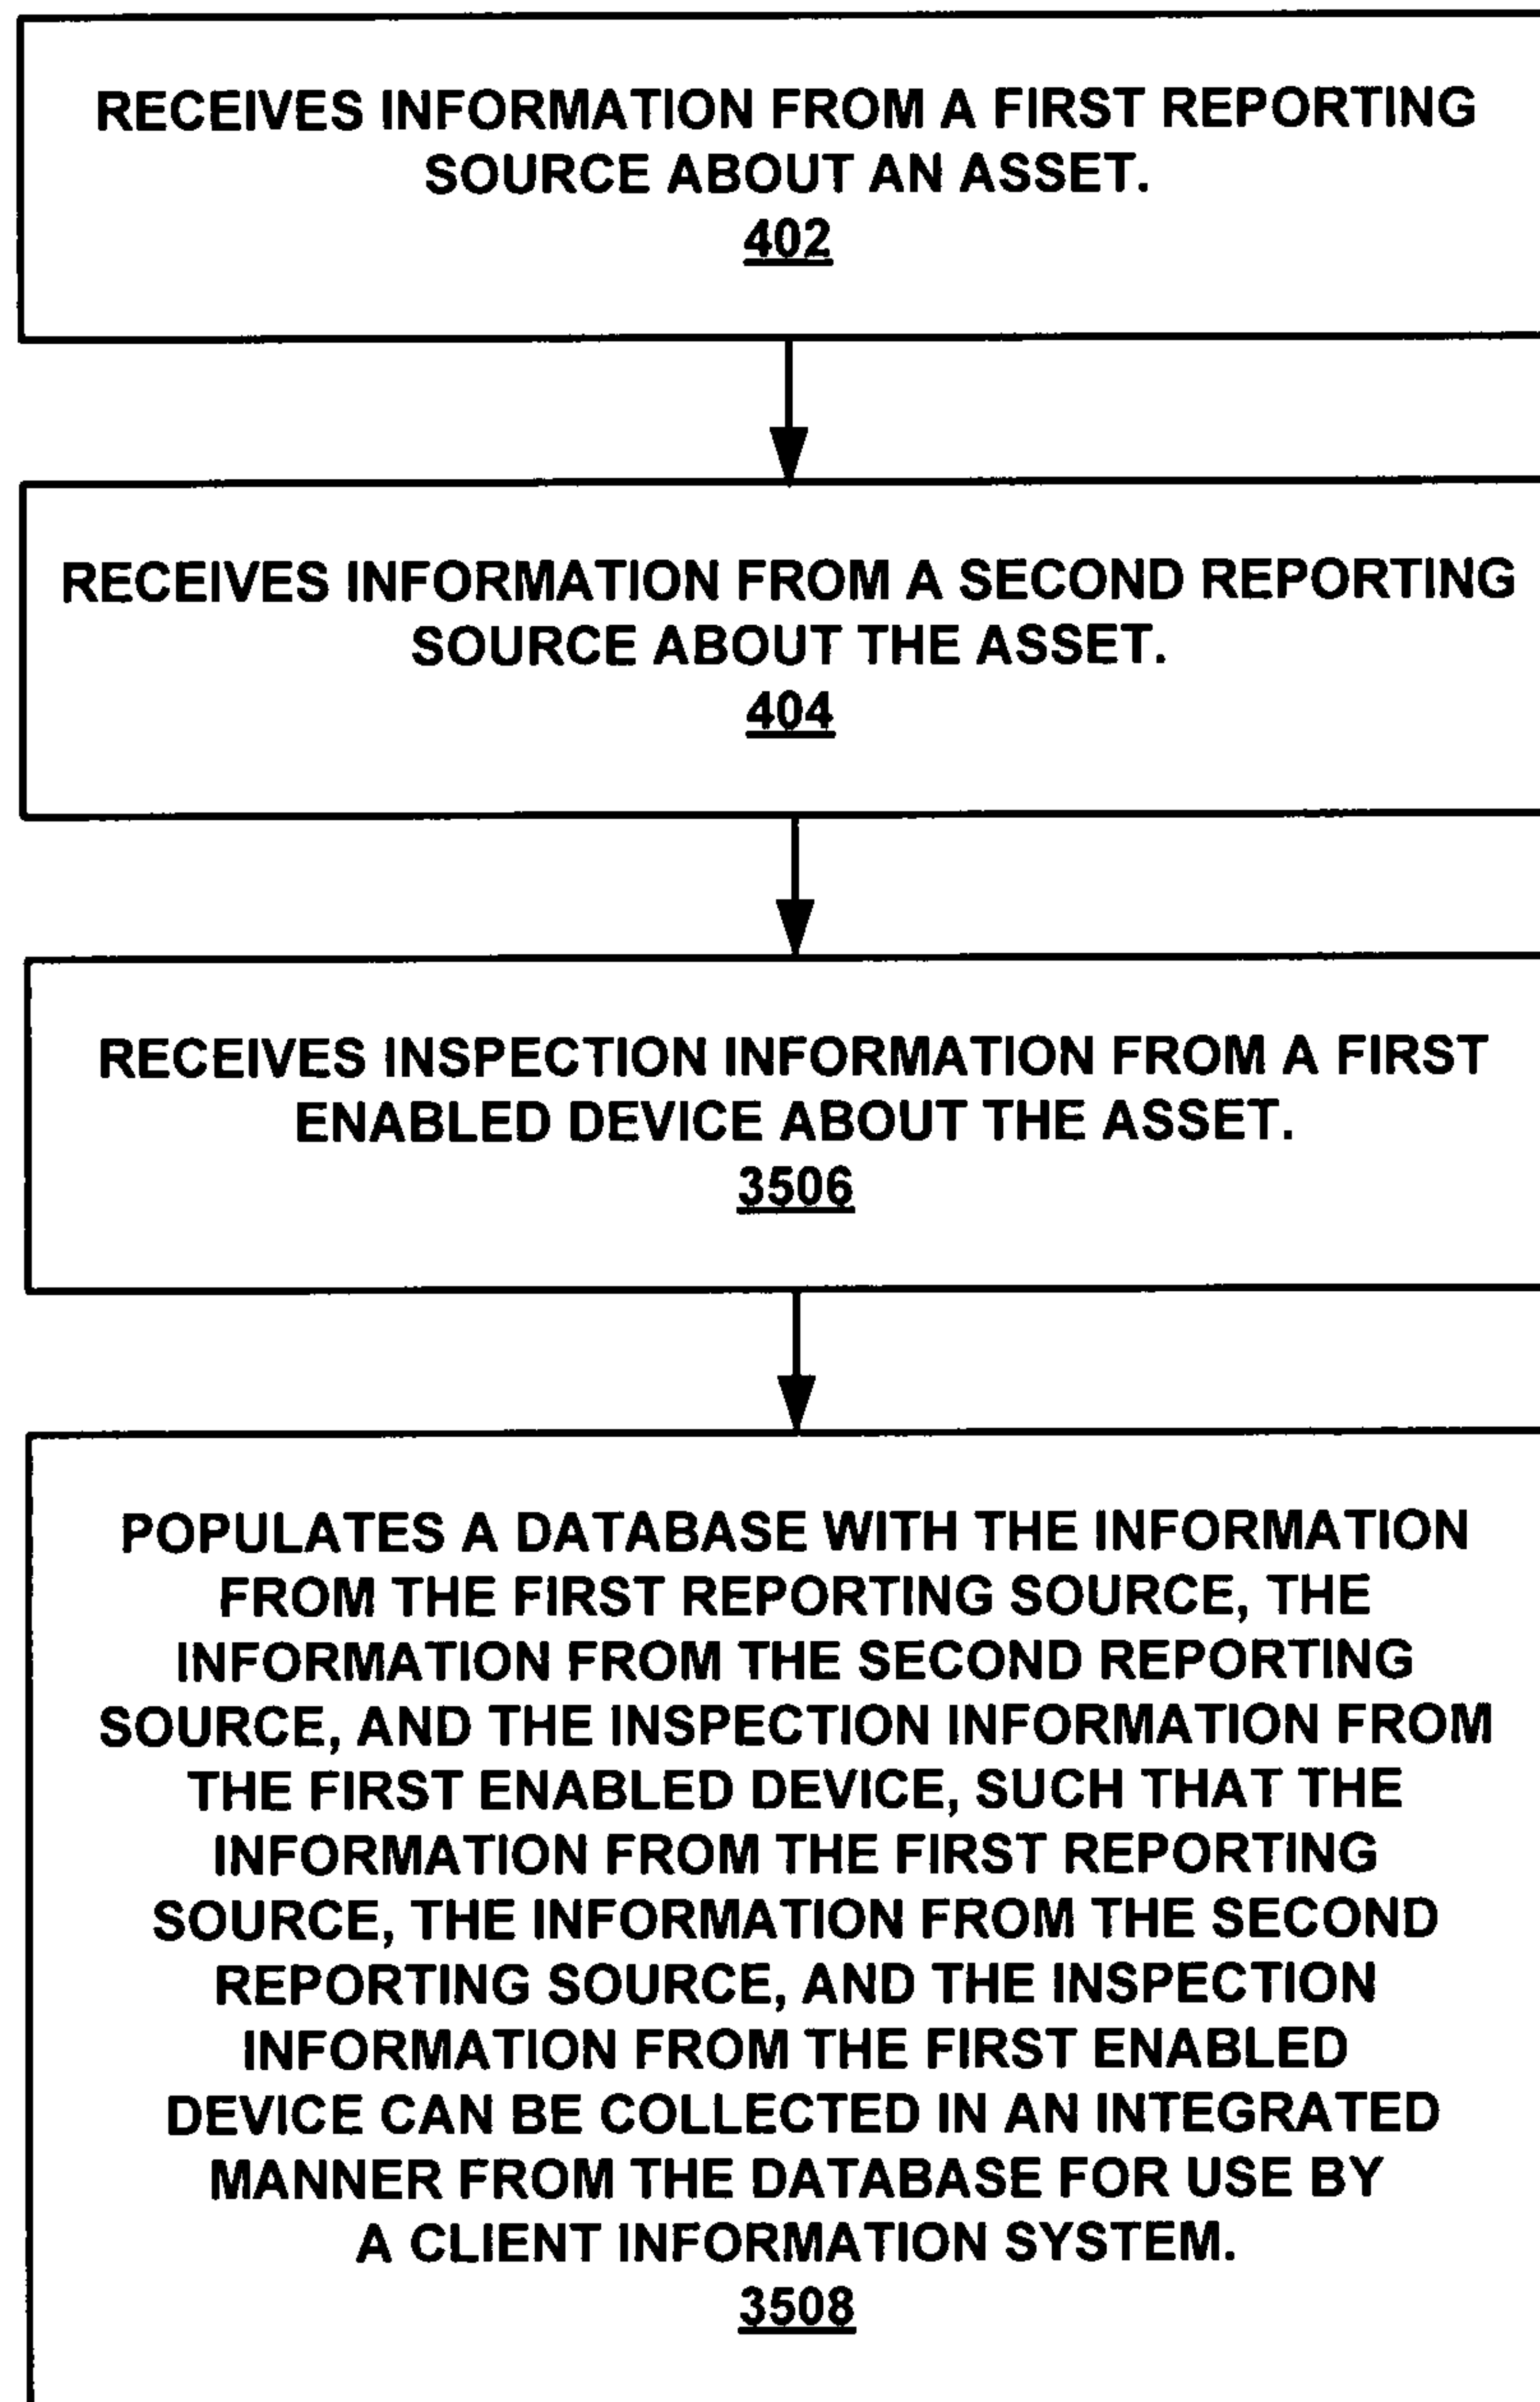 RECEIVES INFORMATION FROM A FIRST REPORTING
SOURCE ABOUT AN ASSET.
402
RECEIVES INFORMATION FROM A SECOND REPORTING
SOURCE ABOUT THE ASSET.
404
RECEIVES INSPECTION INFORMATION FROM A FIRST
ENABLED DEVICE ABOUT THE ASSET.
3506
POPULATES A DATABASE WITH THE INFORMATION
FROM THE FIRST REPORTING SOURCE, THE
INFORMATION FROM THE SECOND REPORTING
SOURCE, AND THE INSPECTION INFORMATION FROM
THE FIRST ENABLED DEVICE, SUCH THAT THE
INFORMATION FROM THE FIRST REPORTING
SOURCE, THE INFORMATION FROM THE SECOND
REPORTING SOURCE, AND THE INSPECTION
INFORMATION FROM THE FIRST ENABLED
DEVICE CAN BE COLLECTED IN AN INTEGRATED
MANNER FROM THE DATABASE FOR USE BY
A CLIENT INFORMATION SYSTEM.
3508